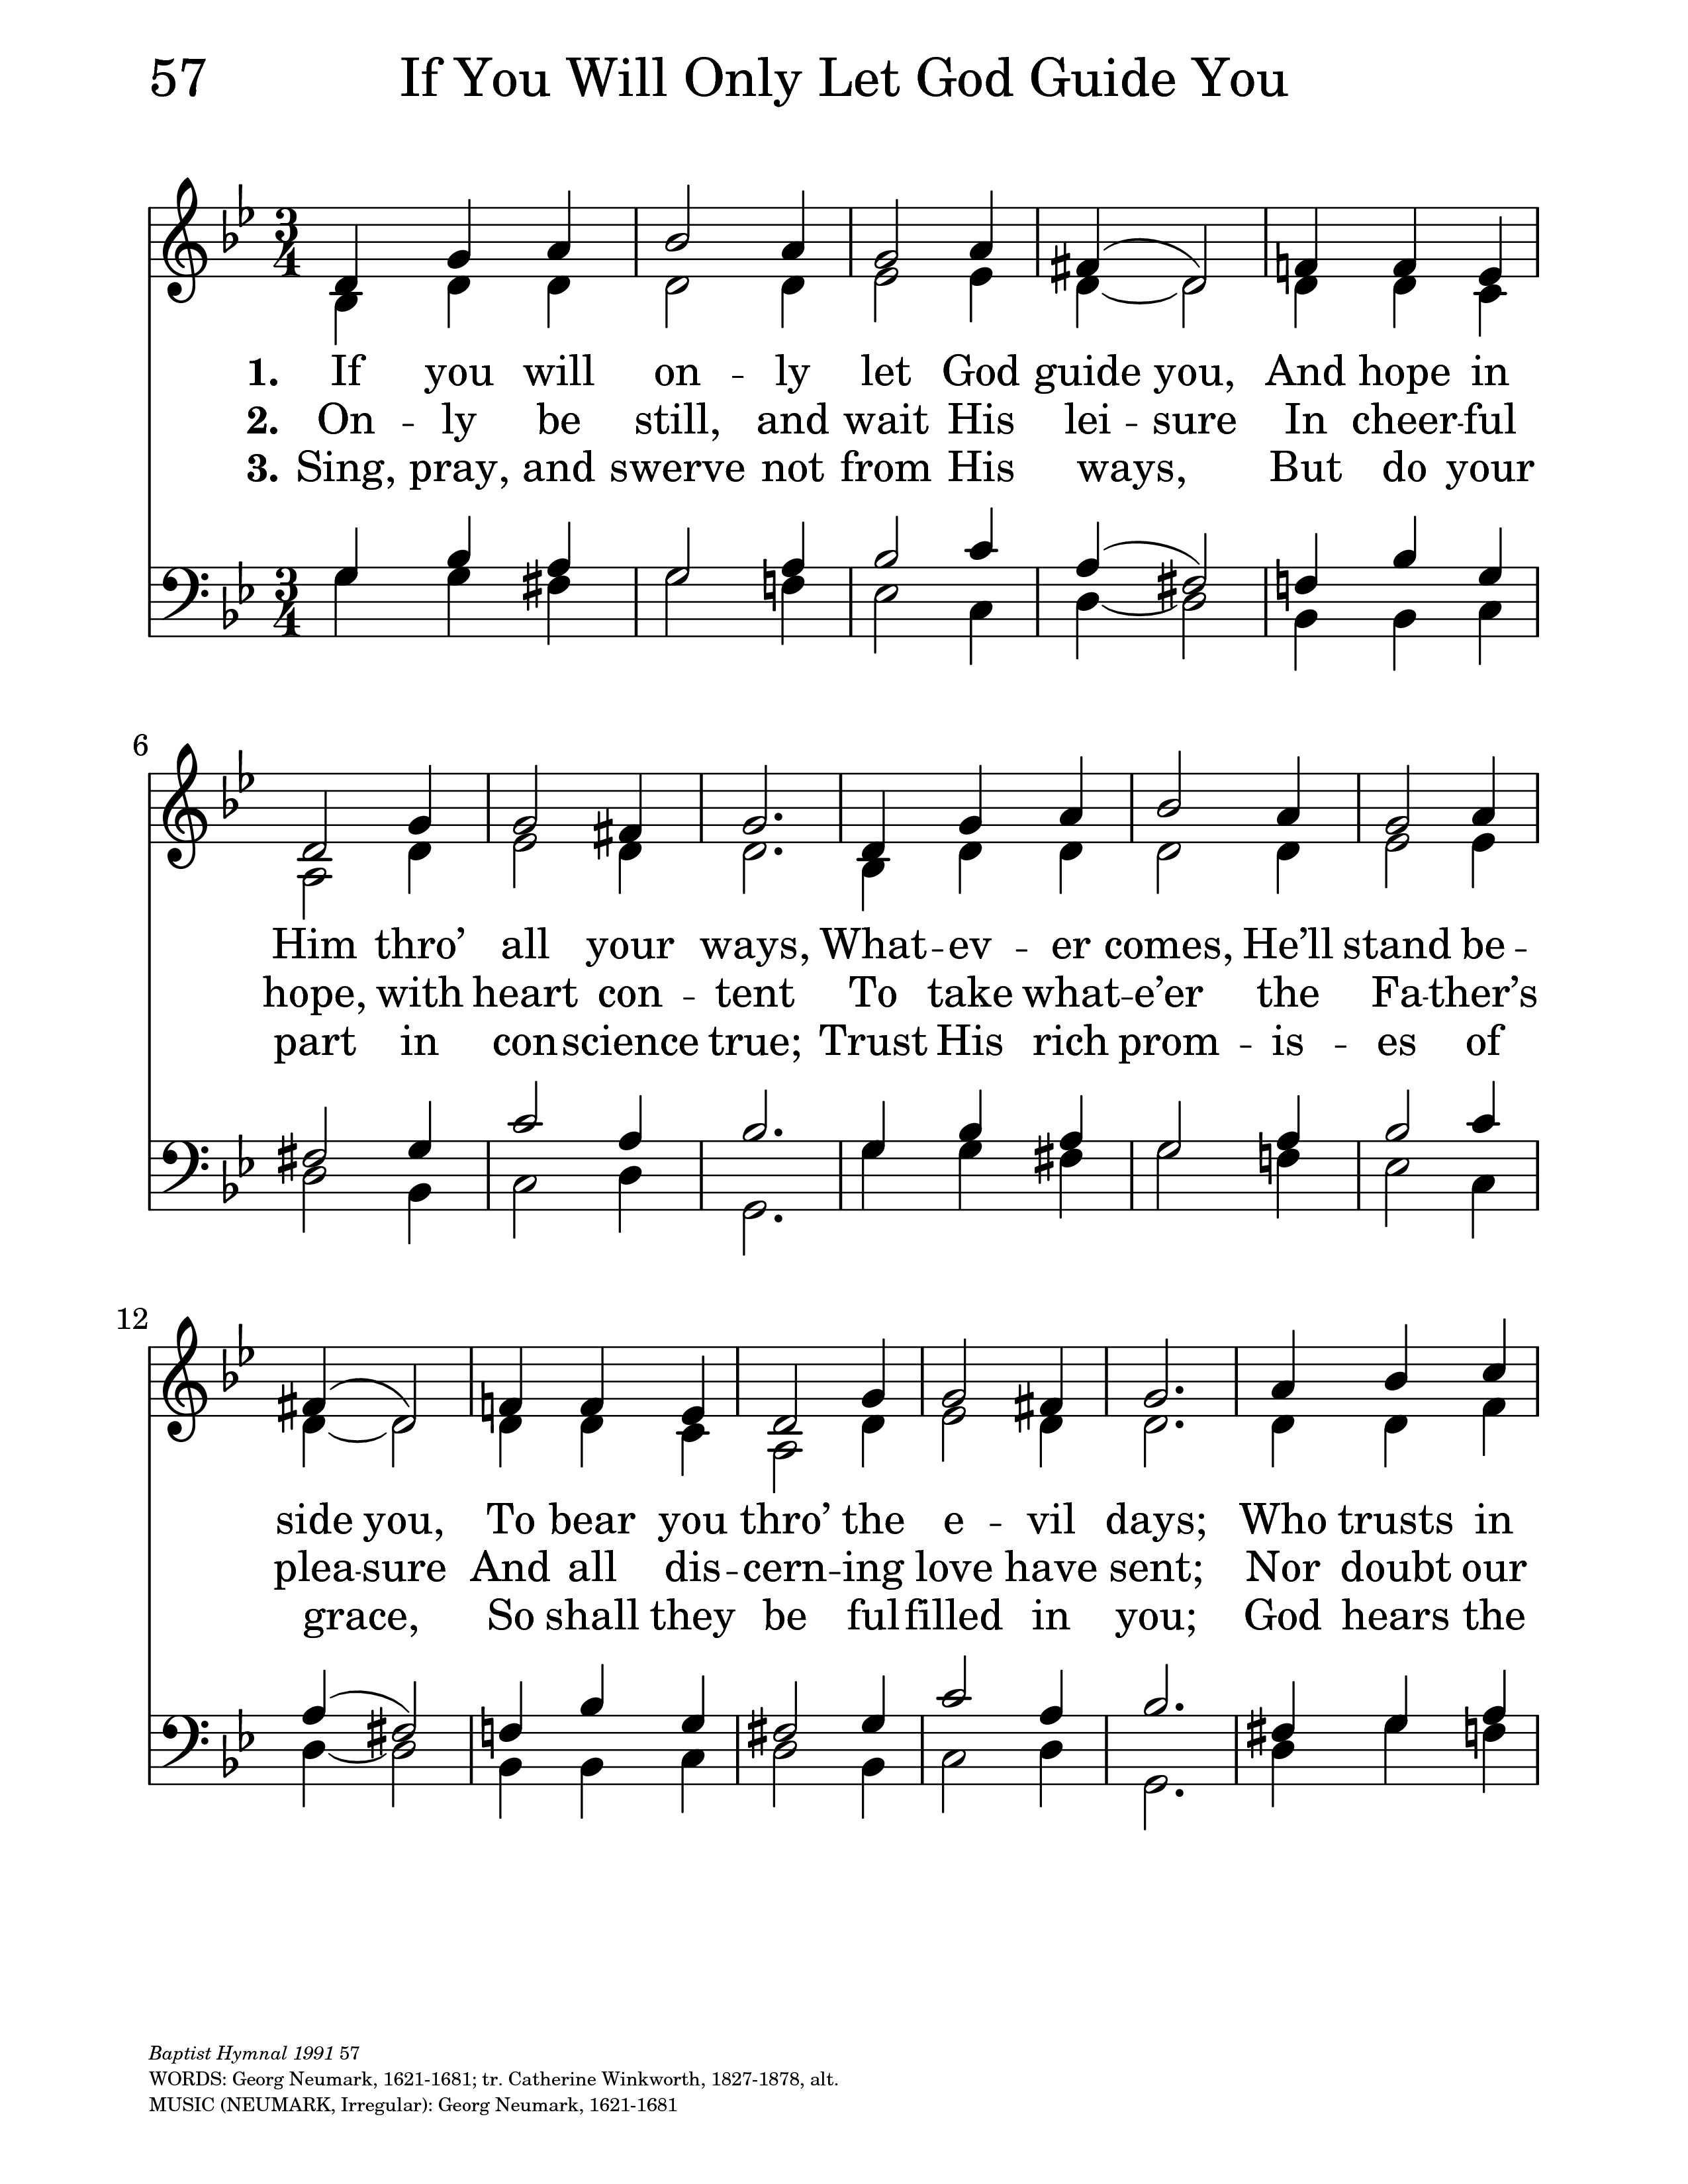 57 If You Will Only Let God Guide You
3
4
1. If you will on - ly let God guide you, And hope in
2. On - ly be still, and wait His lei - sure In cheer - ful
3. Sing, pray, and swerve not from His ways, But do your
3
4
6
Him thro’ all your ways, What - ev - er comes, He’ll stand be -
hope, with heart con - tent To take what - e’er the Fa - ther’s
part in conscience true; Trust His rich prom - is - es of
12
side you, To bear you thro’ the e - vil days; Who trusts in
plea - sure And all dis - cern - ing love have sent; Nor doubt our
grace, So shall they be fulfilled in you; God hears the
Baptist Hymnal 1991 57
WORDS: Georg Neumark, 1621-1681; tr. Catherine Winkworth, 1827-1878, alt.
MUSIC (NEUMARK, Irregular): Georg Neumark, 1621-1681